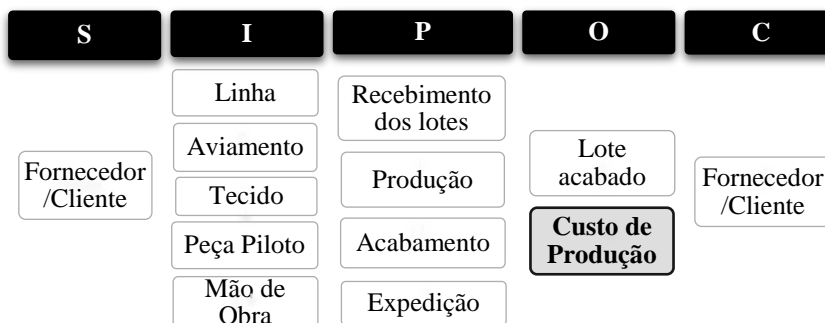 S
I
P
O
C
Fornecedor
/Cliente
Linha
Aviamento
Tecido
Peça Piloto
Mão de
Obra
Recebimento
dos lotes
Produção
Acabamento
Expedição
Lote
acabado
Custo de
Produção
Fornecedor
/Cliente